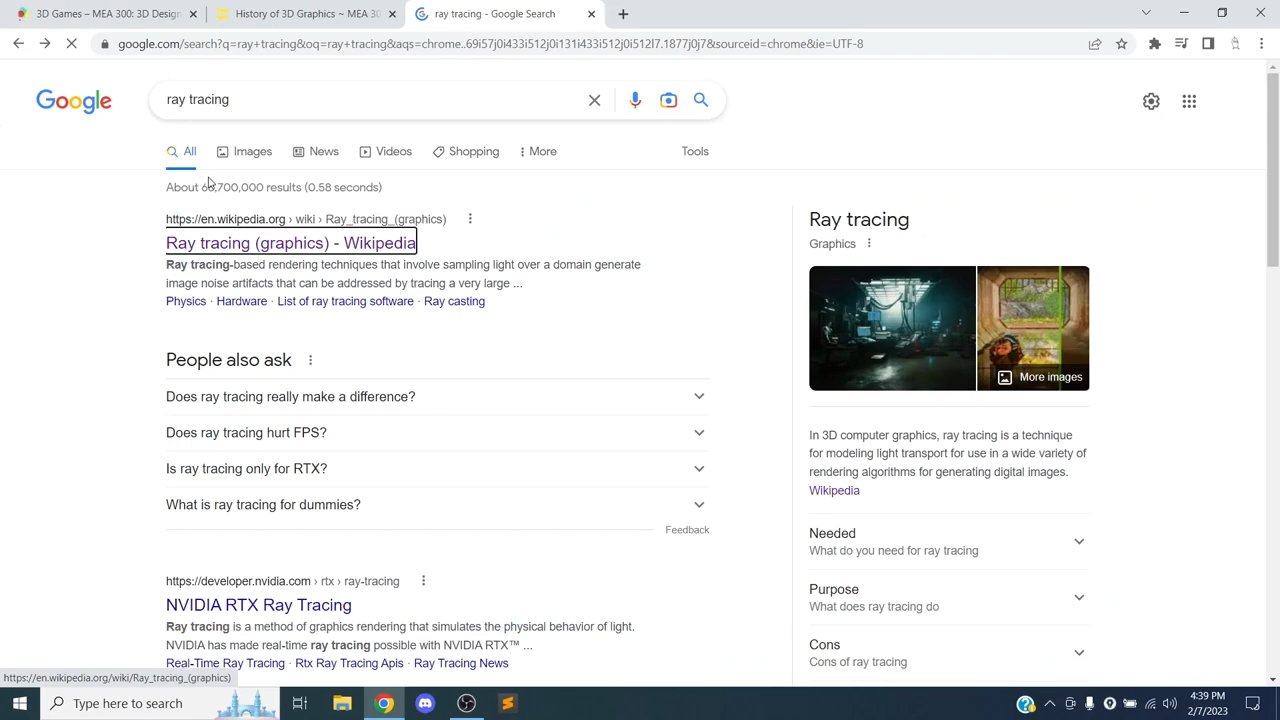 3D Games – MEA 300: 3D Design
History of 3D Graphics ~ MEA 30
ray tracing - Google Search
google.com/search?q=ray+tracing&oq=ray+tracing&aqs=chrome..69i57j0i433i512j0i131i433i512j0i512l7.1877j0j7&sourceid=chrome&ie=UTF-8
Google
ray tracing
All
Images
News
Videos
Shopping
More
Tools
results (0.58 seconds)
https://en.wikipedia.org › wiki › Ray_tracing_(graphics)
Ray tracing (graphics) - Wikipedia
Ray tracing-based rendering techniques that involve sampling light over a domain generate
image noise artifacts that can be addressed by tracing a very large ...
Physics · Hardware · List of ray tracing software · Ray casting
People also ask
Does ray tracing really make a difference?
Does ray tracing hurt FPS?
Is ray tracing only for RTX?
What is ray tracing for dummies?
Feedback
https://developer.nvidia.com › rtx › ray-tracing
NVIDIA RTX Ray Tracing
Ray tracing is a method of graphics rendering that simulates the physical behavior of light.
NVIDIA has made real-time ray tracing possible with NVIDIA RTX™ ...
Real-Time Ray Tracing · Rtx Ray Tracing Apis · Ray Tracing News
Ray tracing
Graphics
More images
In 3D computer graphics, ray tracing is a technique
for modeling light transport for use in a wide variety of
rendering algorithms for generating digital images.
Wikipedia
Needed
What do you need for ray tracing
Purpose
What does ray tracing do
Cons
Cons of ray tracing
https://en.wikipedia.org/wiki/Ray_tracing_(graphics)
Type here to search
4:39 PM
2/7/2023